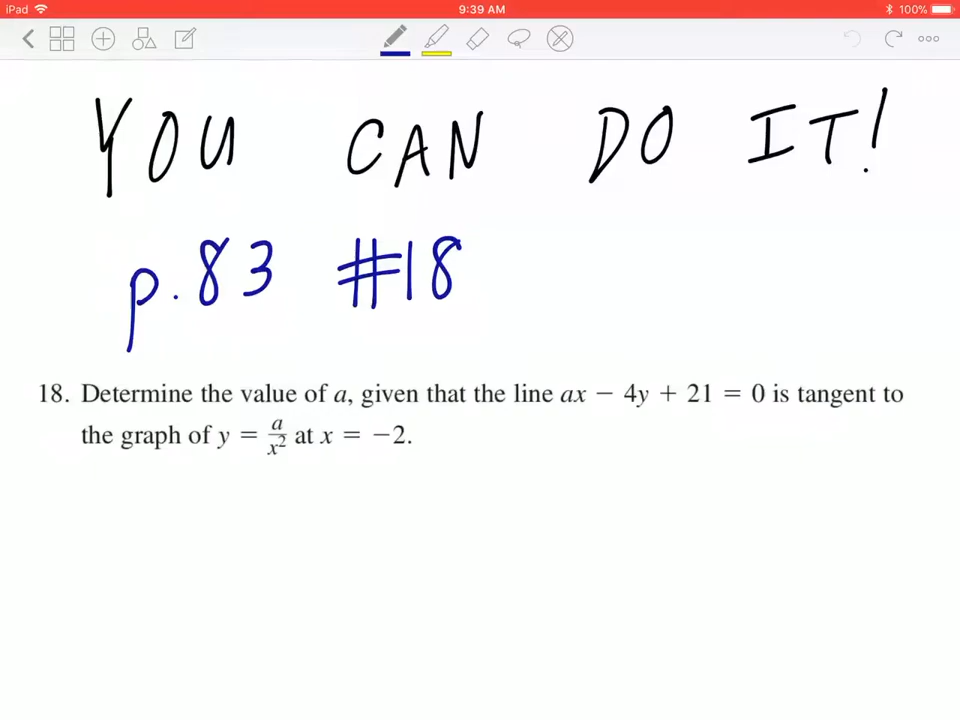 iPad 9:39 AM 100%
YOU CAN DO IT!
p.83 #18
18. Determine the value of a, given that the line ax − 4y + 21 = 0 is tangent to
the graph of y = a/x² at x = −2.